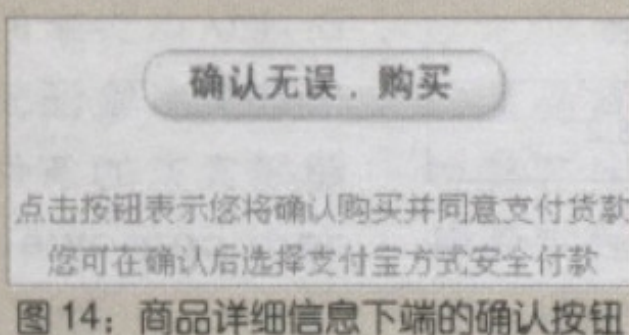 确认无误，购买
点击按钮表示您将确认购买并同意支付货款
您可在确认后选择支付宝方式安全付款
图14：商品详细信息下端的确认按钮